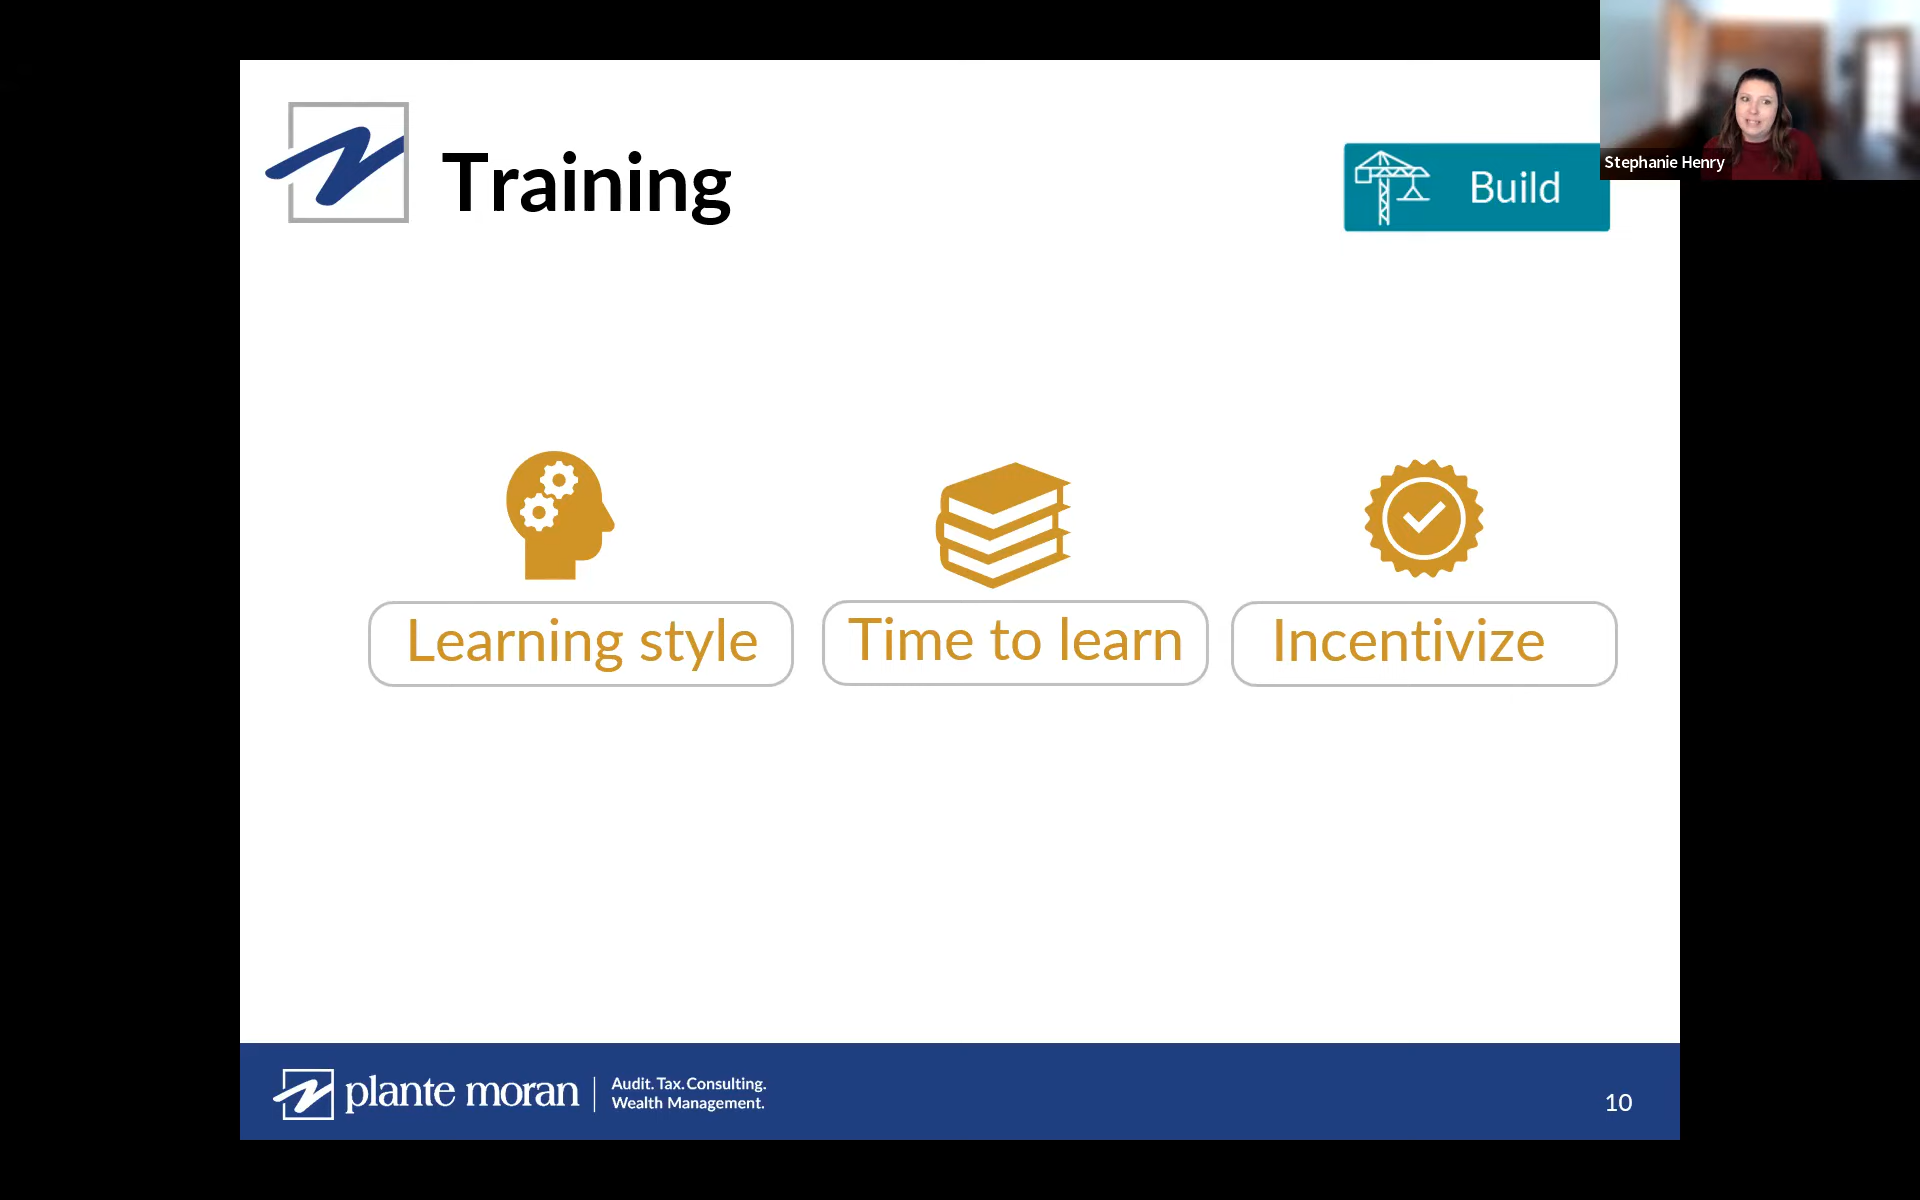 Training
Build
Stephanie Henry
Learning style
Time to learn
Incentivize
plante moran
Audit. Tax. Consulting.
Wealth Management.
10